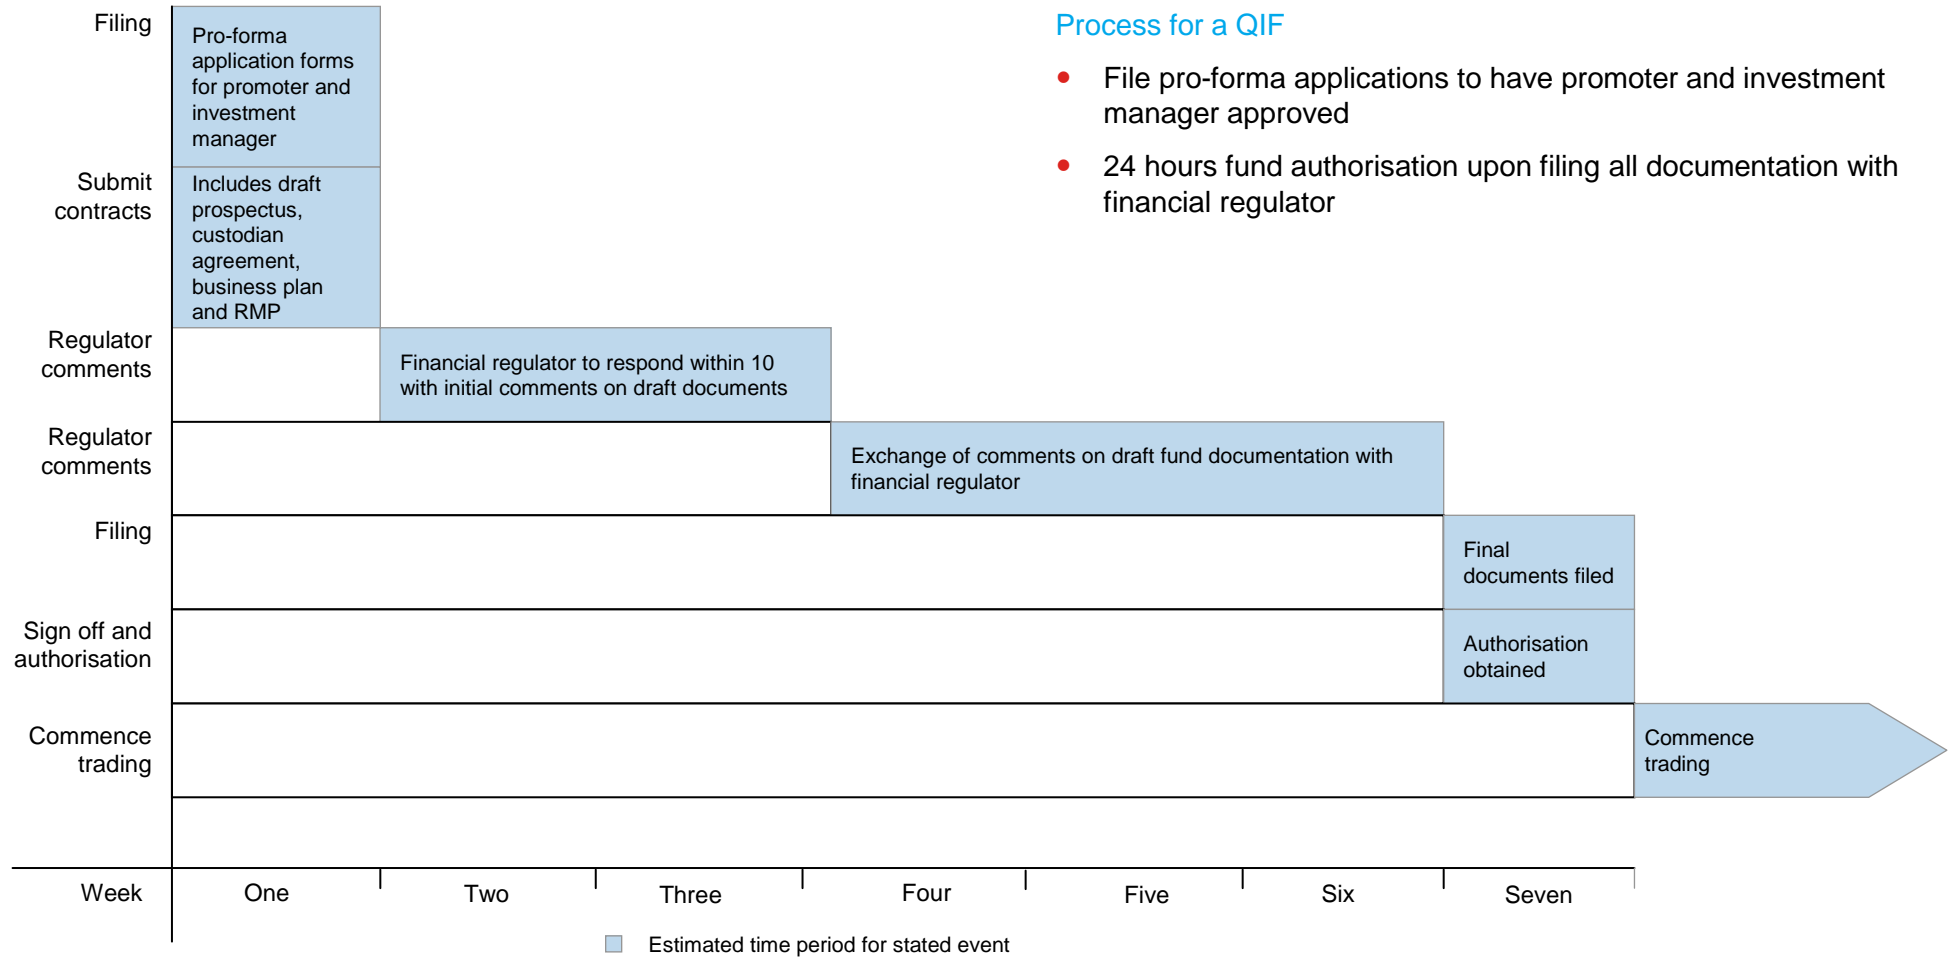 Process for a QIF
• File pro-forma applications to have promoter and investment
manager approved
• 24 hours fund authorisation upon filing all documentation with
financial regulator
Filing
Pro-forma
application forms
for promoter and
investment
manager
Submit
contracts
Includes draft
prospectus,
custodian
agreement,
business plan
and RMP
Regulator
comments
Financial regulator to respond within 10
with initial comments on draft documents
Regulator
comments
Exchange of comments on draft fund documentation with
financial regulator
Filing
Final
documents filed
Sign off and
authorisation
Authorisation
obtained
Commence
trading
Commence
trading
Week One Two Three Four Five Six Seven
Estimated time period for stated event